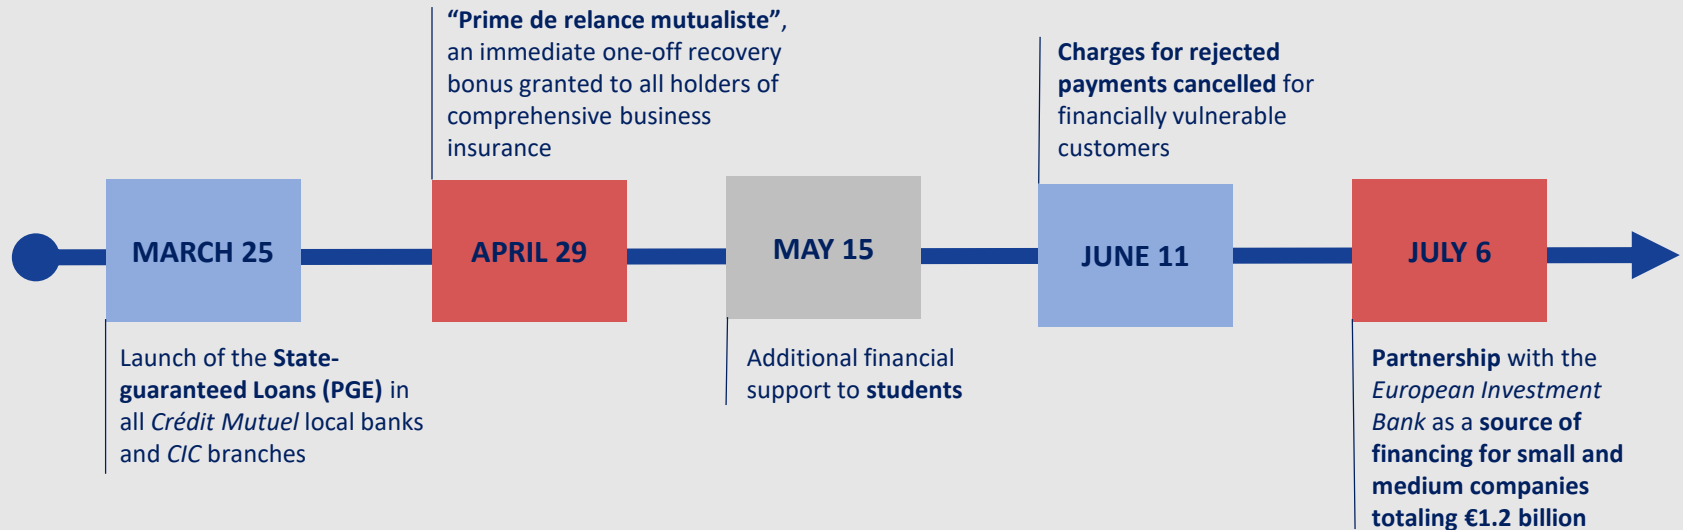 “Prime de relance mutualiste”,
an immediate one-off recovery
bonus granted to all holders of
comprehensive business
insurance
Charges for rejected
payments cancelled for
financially vulnerable
customers
MARCH 25
APRIL 29
MAY 15
JUNE 11
JULY 6
Launch of the State-
guaranteed Loans (PGE) in
all Crédit Mutuel local banks
and CIC branches
Additional financial
support to students
Partnership with the
European Investment
Bank as a source of
financing for small and
medium companies
totaling €1.2 billion